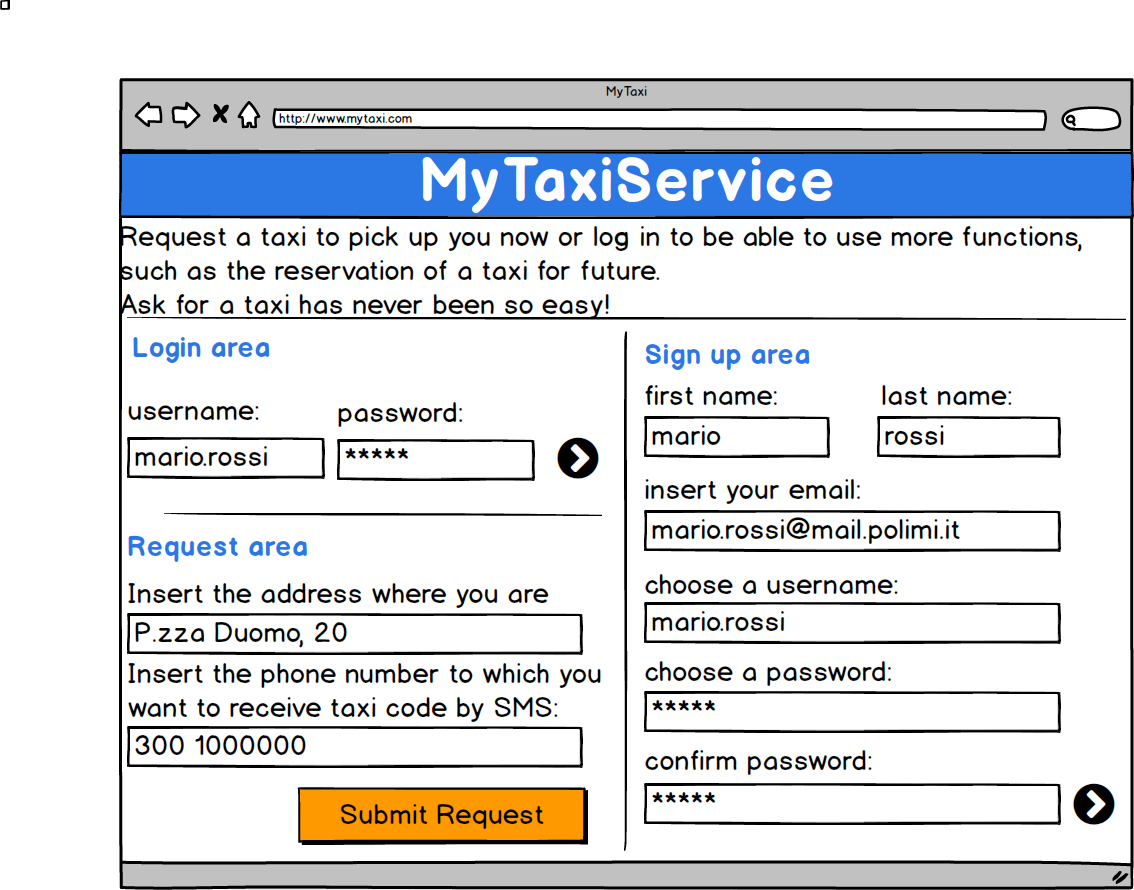 MyTaxi
http://www.mytaxi.com
MyTaxiService
Request a taxi to pick up you now or log in to be able to use more functions,
such as the reservation of a taxi for future.
Ask for a taxi has never been so easy!
Login area
username:
password:
mario.rossi
*****
Request area
Insert the address where you are
P.zza Duomo, 20
Insert the phone number to which you
want to receive taxi code by SMS:
300 1000000
Submit Request
Sign up area
first name:
last name:
mario
rossi
insert your email:
mario.rossi@mail.polimi.it
choose a username:
mario.rossi
choose a password:
*****
confirm password:
*****